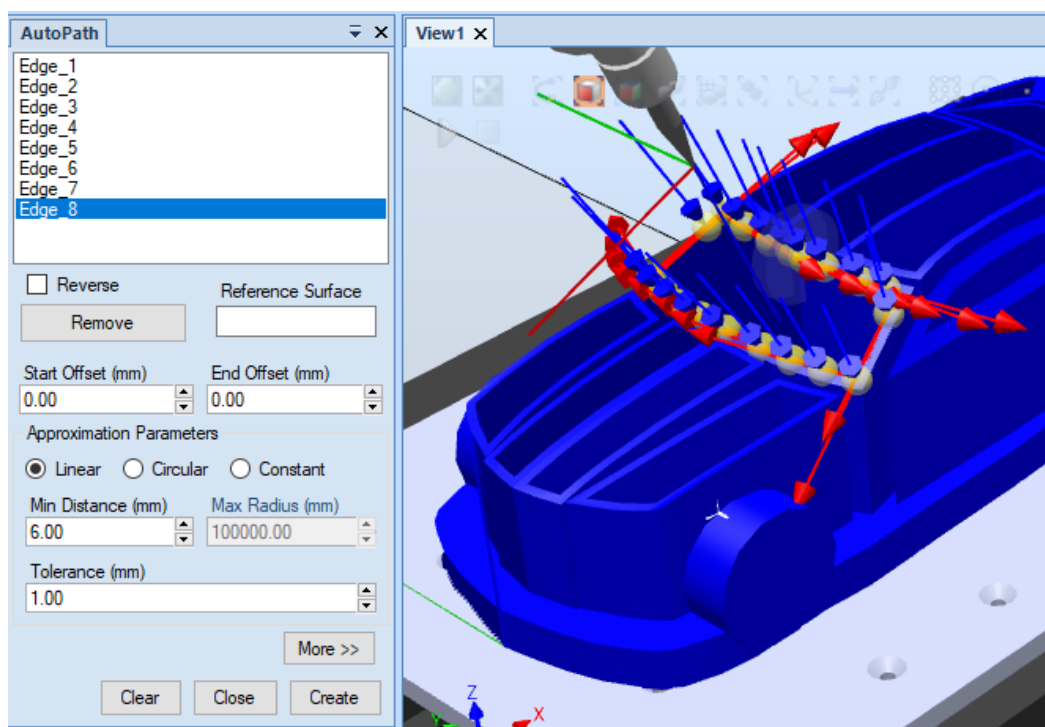 AutoPath
Edge_1
Edge_2
Edge_3
Edge_4
Edge_5
Edge_6
Edge_7
Edge_8
Reverse
Reference Surface
Remove
Start Offset (mm) End Offset (mm)
0.00 0.00
Approximation Parameters
Linear Circular Constant
Min Distance (mm) Max Radius (mm)
6.00 100000.00
Tolerance (mm)
1.00
More >>
Clear Close Create
View1
Z
X
Y